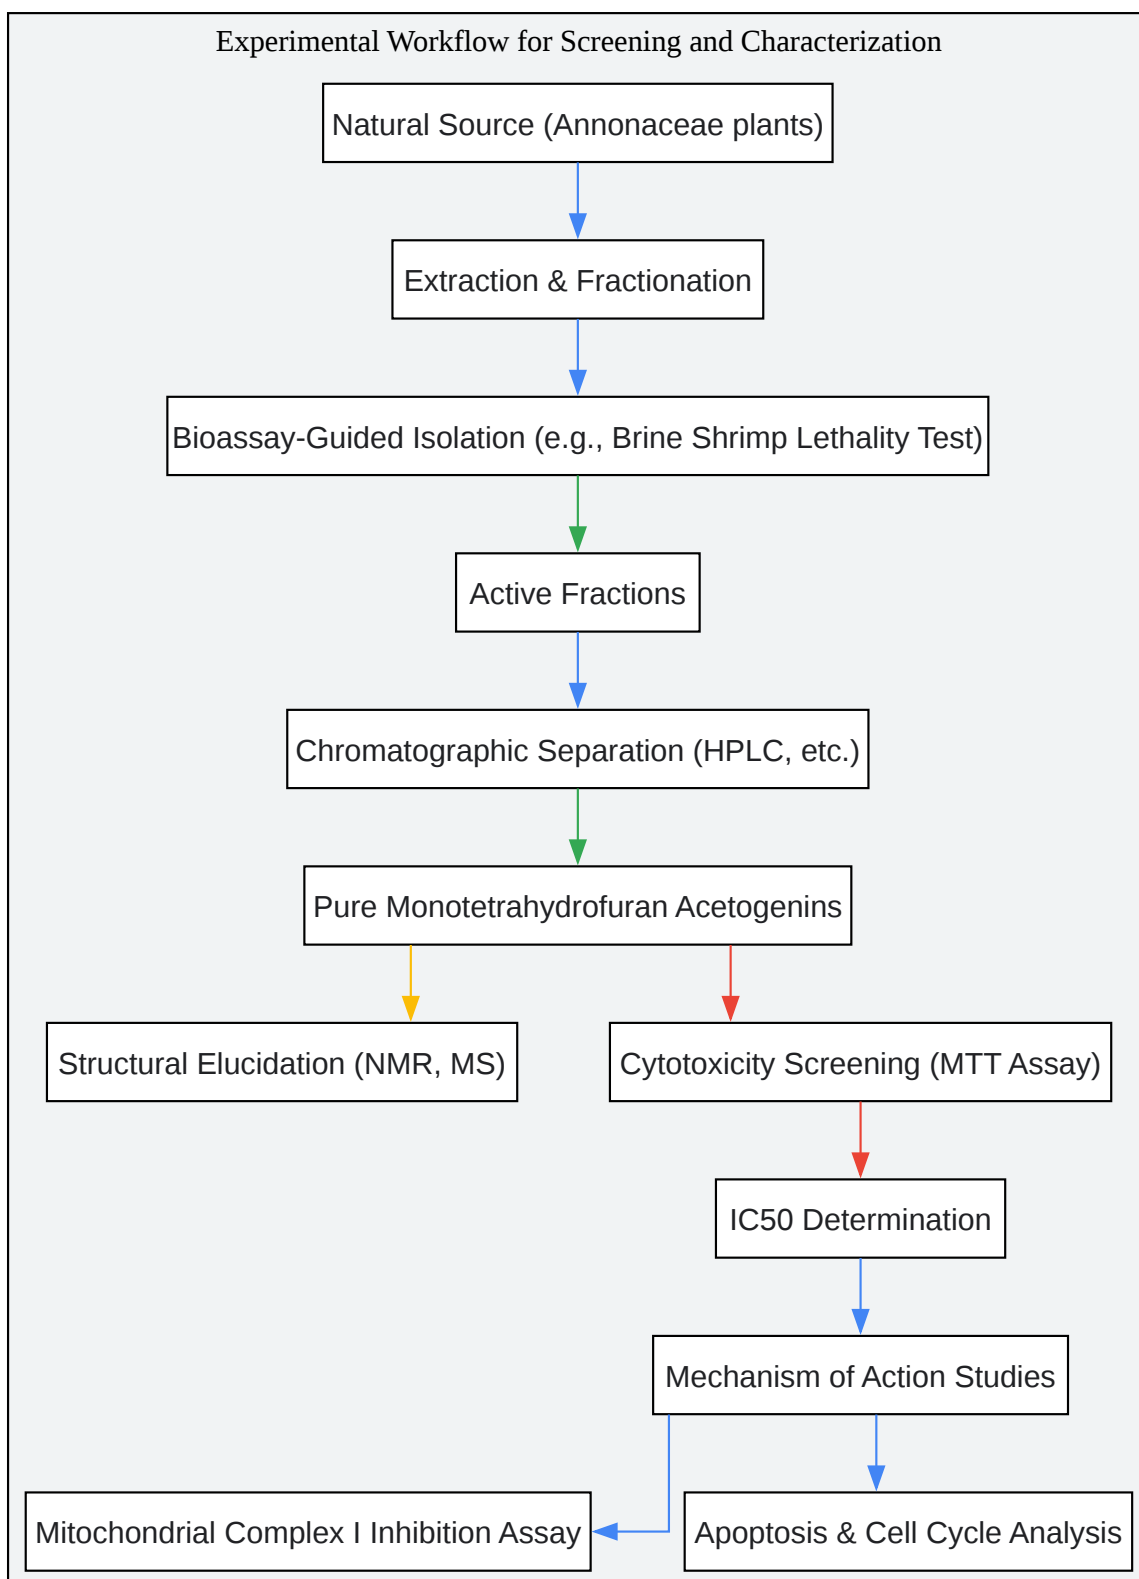 Experimental Workflow for Screening and Characterization
Natural Source (Annonaceae plants)
Extraction & Fractionation
Bioassay-Guided Isolation (e.g., Brine Shrimp Lethality Test)
Active Fractions
Chromatographic Separation (HPLC, etc.)
Pure Monotetrahydrofuran Acetogenins
Structural Elucidation (NMR, MS)
Cytotoxicity Screening (MTT Assay)
IC50 Determination
Mechanism of Action Studies
Mitochondrial Complex I Inhibition Assay
Apoptosis & Cell Cycle Analysis